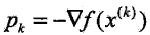 p_k = −∇f(x^{(k)})